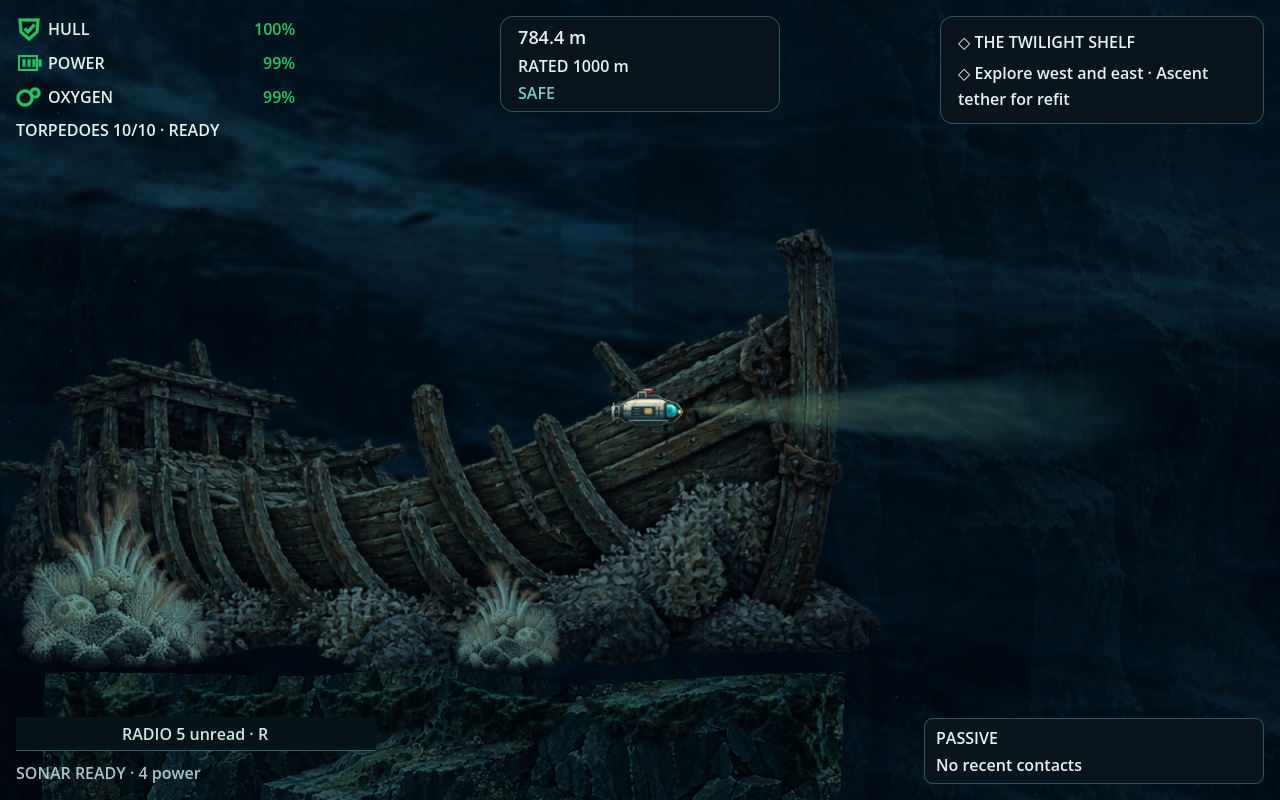 HULL 100%
POWER 99%
OXYGEN 99%
TORPEDOES 10/10 · READY
784.4 m
RATED 1000 m
SAFE
◇ THE TWILIGHT SHELF
◇ Explore west and east · Ascent
tether for refit
RADIO 5 unread · R
SONAR READY · 4 power
PASSIVE
No recent contacts